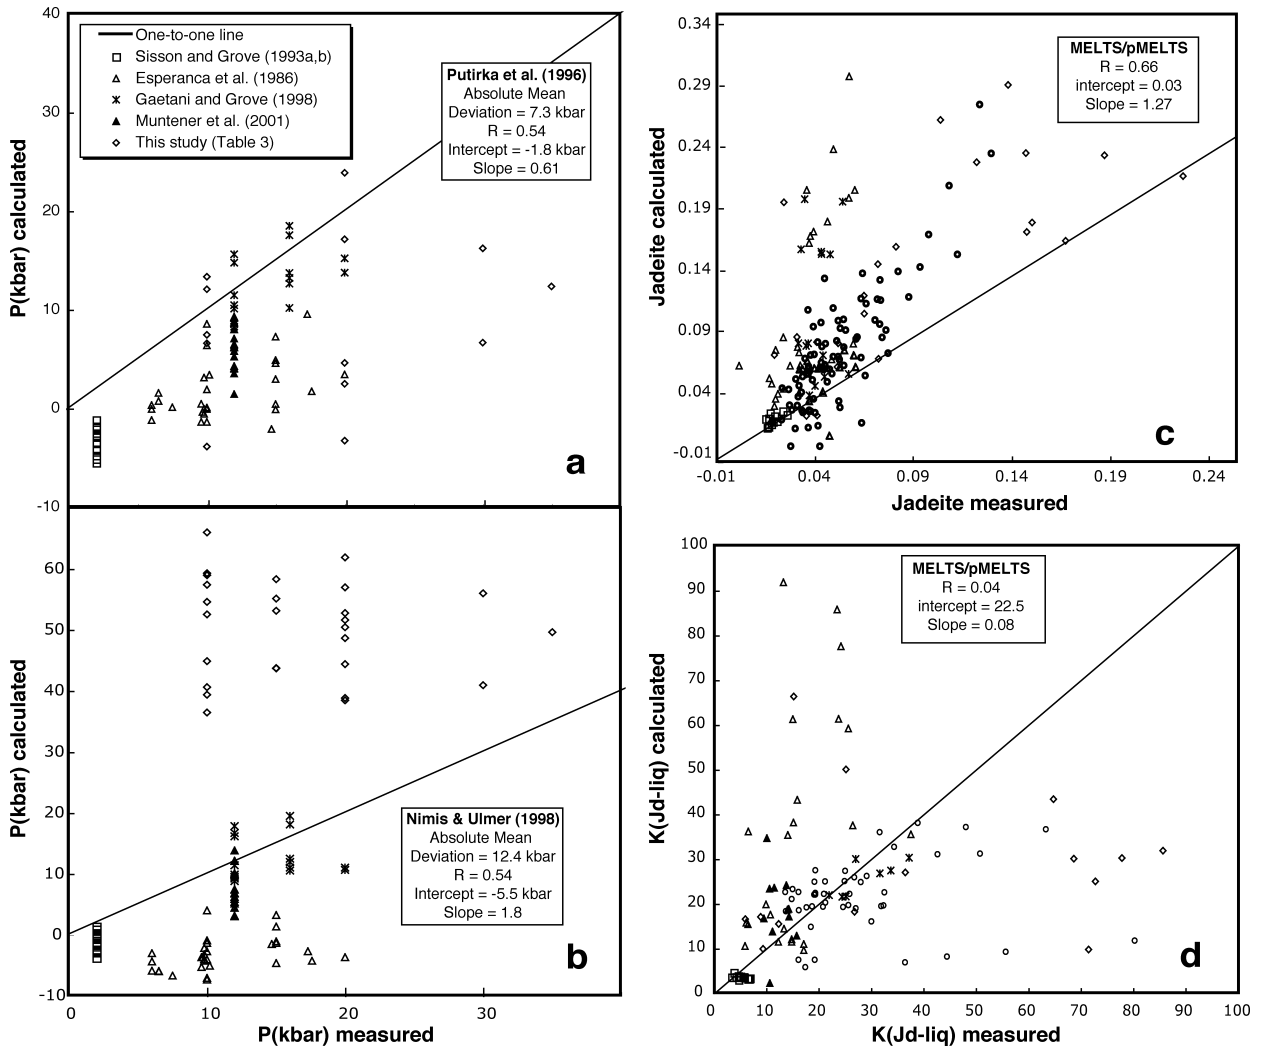 40
30
20
10
0
-10
P(kbar) calculated
One-to-one line
Sisson and Grove (1993a,b)
Esperanca et al. (1986)
Gaetani and Grove (1998)
Muntener et al. (2001)
This study (Table 3)
Putirka et al. (1996)
Absolute Mean
Deviation = 7.3 kbar
R = 0.54
Intercept = -1.8 kbar
Slope = 0.61
a
60
50
40
30
20
10
0
-10
P(kbar) calculated
Nimis & Ulmer (1998)
Absolute Mean
Deviation = 12.4 kbar
R = 0.54
Intercept = -5.5 kbar
Slope = 1.8
b
0 10 20 30
P(kbar) measured
0.34
0.29
0.24
0.19
0.14
0.09
0.04
-0.01
Jadeite calculated
MELTS/pMELTS
R = 0.66
intercept = 0.03
Slope = 1.27
c
-0.01 0.04 0.09 0.14 0.19 0.24
Jadeite measured
100
90
80
70
60
50
40
30
20
10
0
K(Jd-liq) calculated
MELTS/pMELTS
R = 0.04
intercept = 22.5
Slope = 0.08
d
0 10 20 30 40 50 60 70 80 90 100
K(Jd-liq) measured